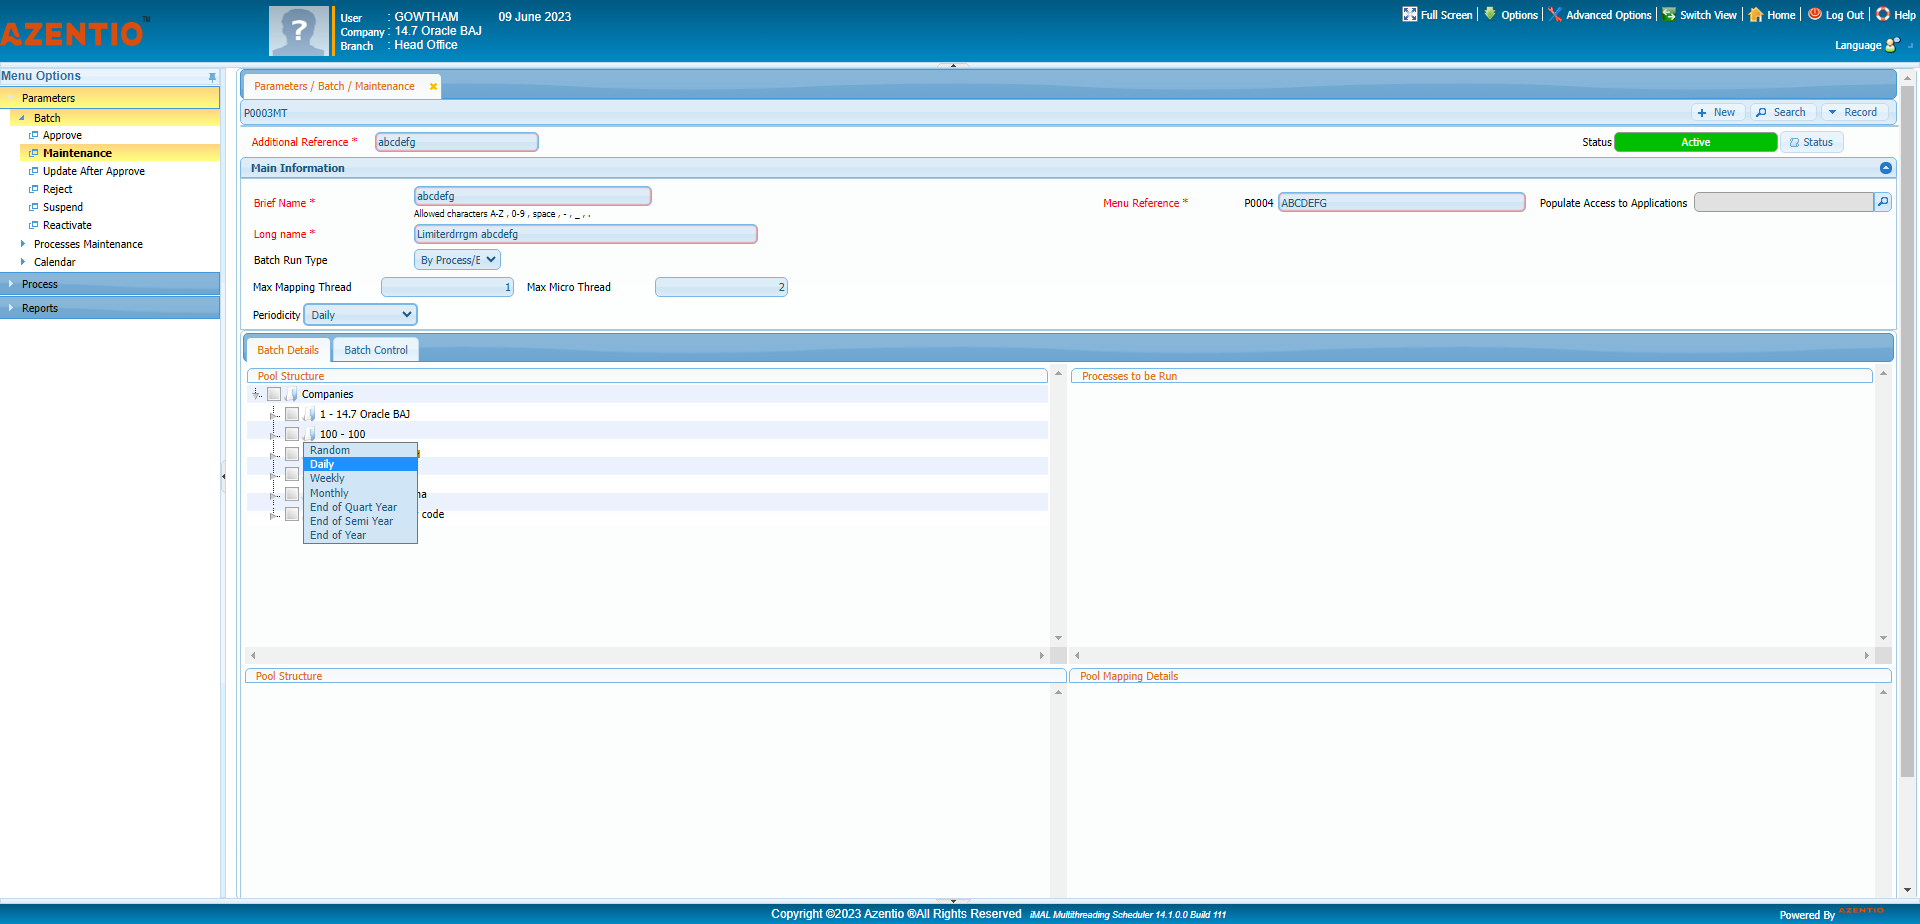 AZENTIO™
User : GOWTHAM 09 June 2023
Company : 14.7 Oracle BAJ
Branch : Head Office
Full Screen Options Advanced Options Switch View Home Log Out Help
Language
Menu Options
Parameters
Batch
Approve
Maintenance
Update After Approve
Reject
Suspend
Reactivate
Processes Maintenance
Calendar
Process
Reports
Parameters / Batch / Maintenance
P0003MT
New Search Record
Additional Reference * abcdefg
Status Active Status
Main Information
Brief Name * abcdefg
Allowed characters A-Z , 0-9 , space , - , _ , .
Menu Reference * P0004 ABCDEFG Populate Access to Applications
Long name * Limiterdrrgm abcdefg
Batch Run Type By Process/E
Max Mapping Thread 1 Max Micro Thread 2
Periodicity Daily
Batch Details Batch Control
Pool Structure
Processes to be Run
Companies
1 - 14.7 Oracle BAJ
100 - 100
Random
Daily
Weekly
Monthly
End of Quart Year
End of Semi Year
code
End of Year
Pool Structure
Pool Mapping Details
Copyright ©2023 Azentio ®All Rights Reserved iMAL Multithreading Scheduler 14.1.0.0 Build 111
Powered By AZENTIO